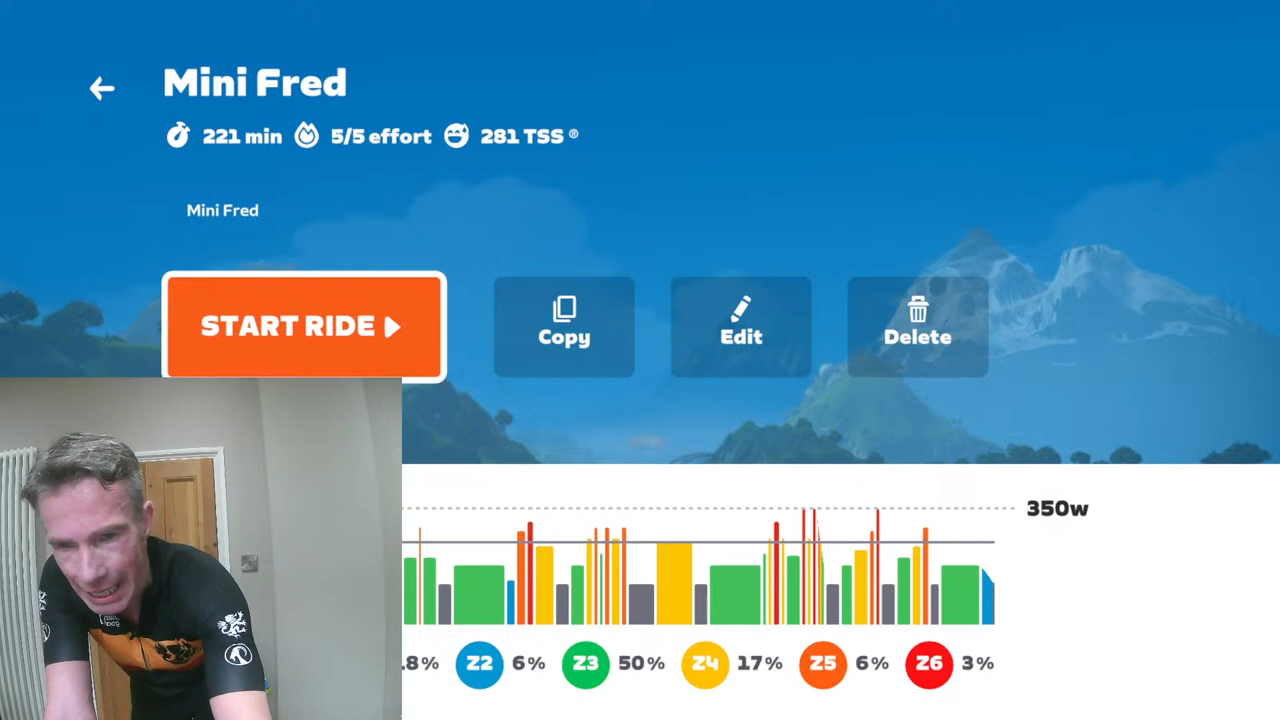 Mini Fred
221 min 5/5 effort 281 TSS®
Mini Fred
START RIDE
Copy
Edit
Delete
350w
.8% Z2 6% Z3 50% Z4 17% Z5 6% Z6 3%